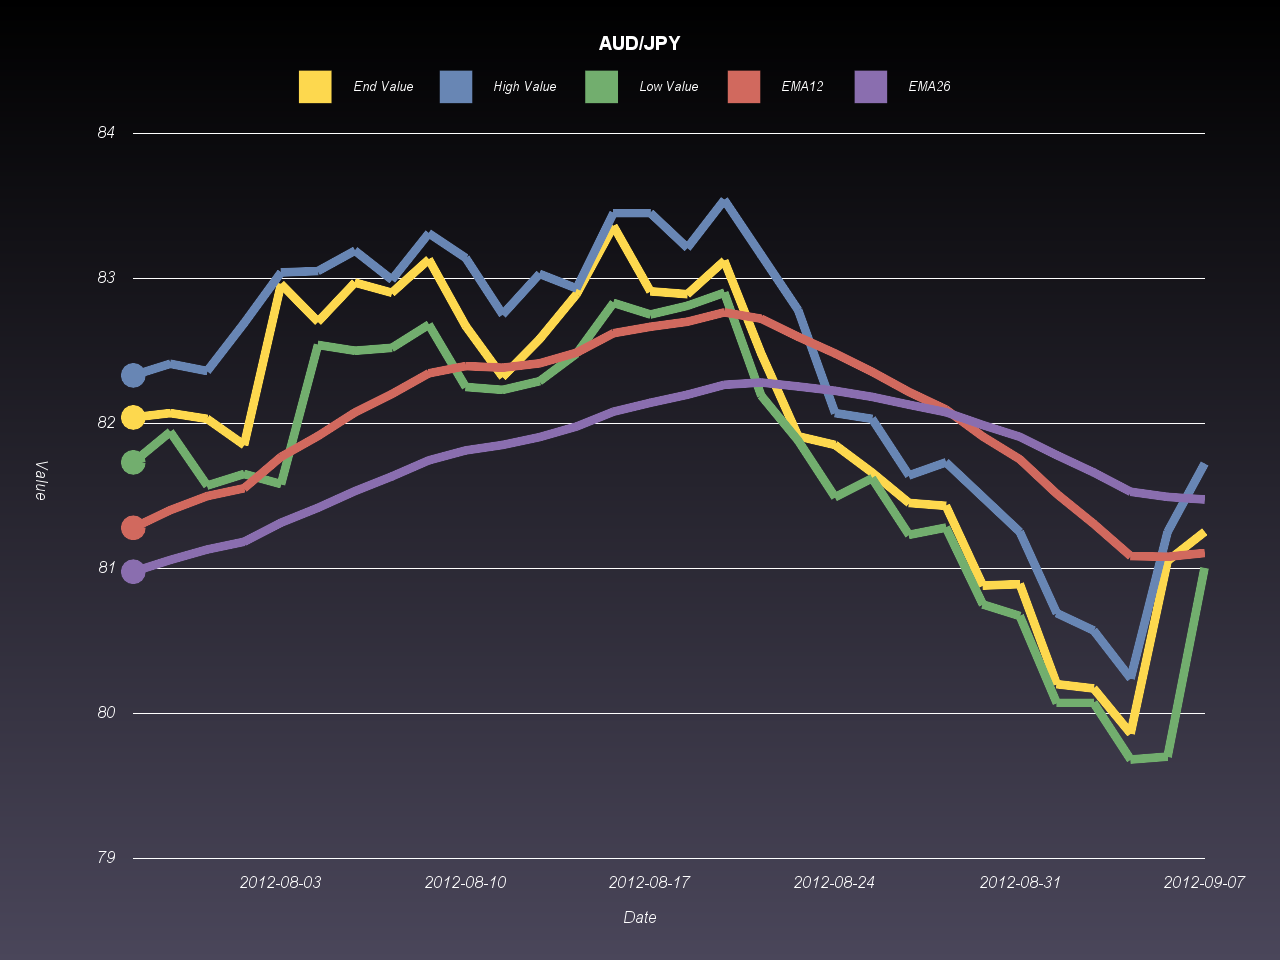 AUD/JPY
End Value High Value Low Value EMA12 EMA26
84
83
82
81
80
79
Value
2012-08-03 2012-08-10 2012-08-17 2012-08-24 2012-08-31 2012-09-07
Date